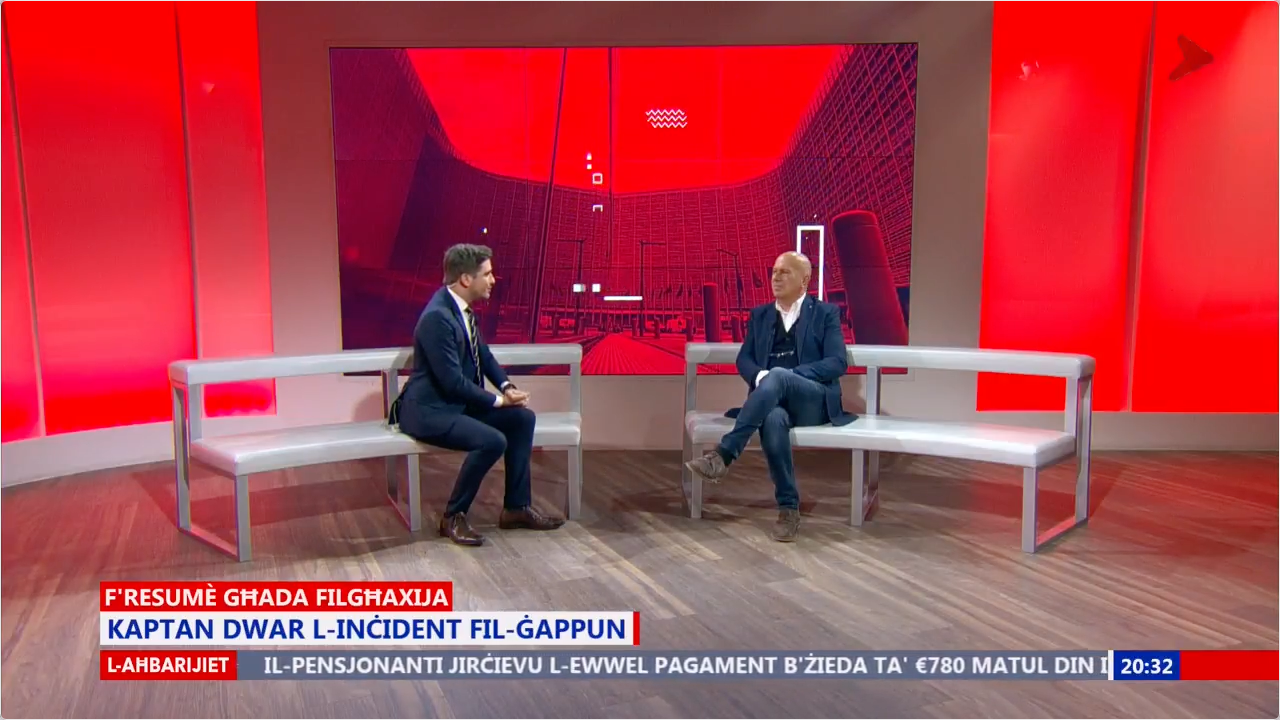 F'RESUMÈ GĦADA FILGĦAXIJA
KAPTAN DWAR L-INĊIDENT FIL-ĠAPPUN
L-AĦBARIJIET IL-PENSJONANTI JIRĊIEVU L-EWWEL PAGAMENT B'ŻIEDA TA' €780 MATUL DIN 20:32